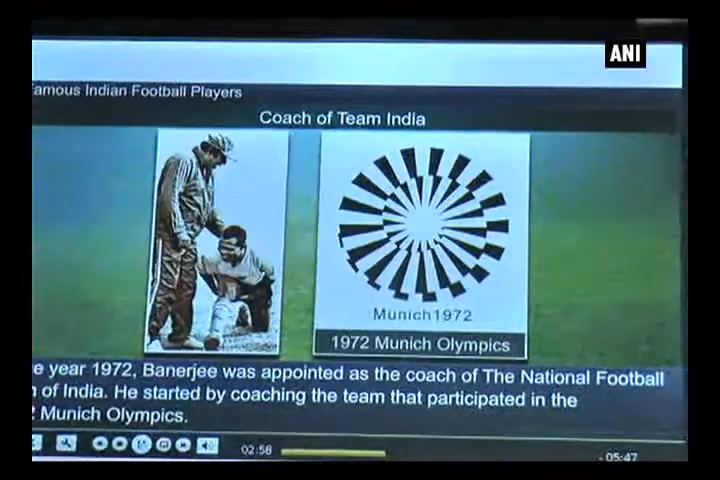 ANI
amous Indian Football Players
Coach of Team India
Munich1972
1972 Munich Olympics
e year 1972, Banerjee was appointed as the coach of The National Football
of India. He started by coaching the team that participated in the
2 Munich Olympics.
02:58
05:47